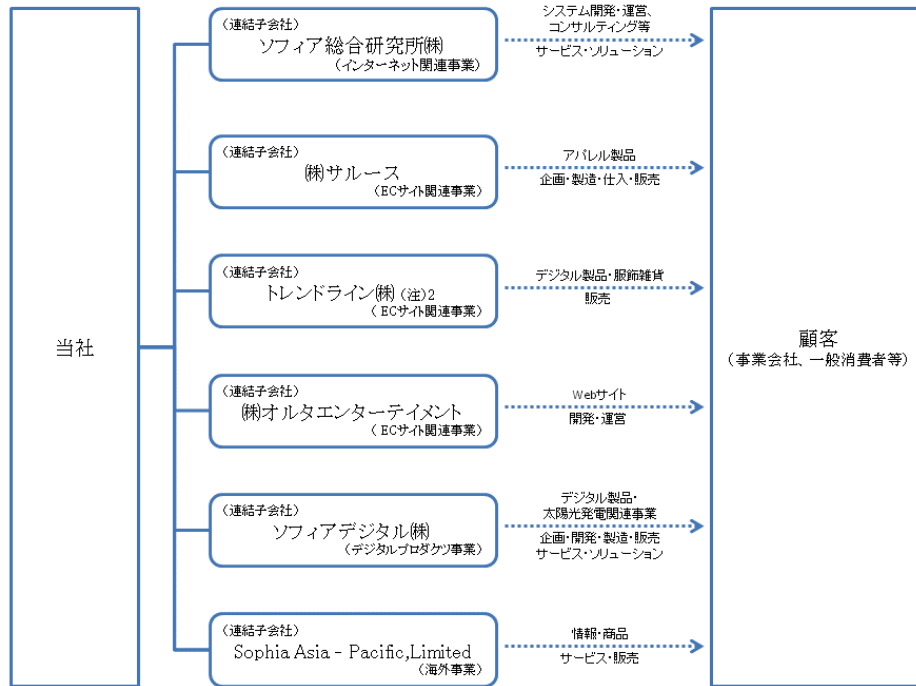 当社
（連結子会社）
ソフィア総合研究所㈱
（インターネット関連事業）
システム開発・運営、
コンサルティング等
サービス・ソリューション
（連結子会社）
㈱サルース
（ECサイト関連事業）
アパレル製品
企画・製造・仕入・販売
（連結子会社）
トレンドライン㈱（注）2
（ECサイト関連事業）
デジタル製品・服飾雑貨
販売
（連結子会社）
㈱オルタエンターテイメント
（ECサイト関連事業）
Webサイト
開発・運営
（連結子会社）
ソフィアデジタル㈱
（デジタルプロダクツ事業）
デジタル製品・
太陽光発電関連事業
企画・開発・製造・販売
サービス・ソリューション
（連結子会社）
Sophia Asia - Pacific,Limited
（海外事業）
情報・商品
サービス・販売
顧客
（事業会社、一般消費者等）